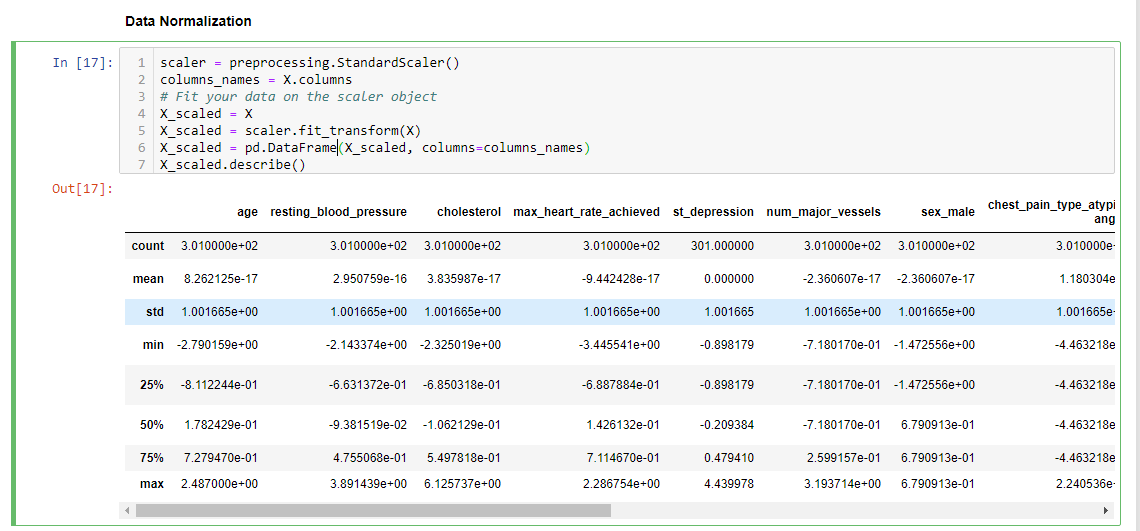 Data Normalization
In [17]:
1 scaler = preprocessing.StandardScaler()
2 columns_names = X.columns
3 # Fit your data on the scaler object
4 X_scaled = X
5 X_scaled = scaler.fit_transform(X)
6 X_scaled = pd.DataFrame(X_scaled, columns=columns_names)
7 X_scaled.describe()
Out[17]:
age resting_blood_pressure cholesterol max_heart_rate_achieved st_depression num_major_vessels sex_male chest_pain_type_atypi
ang
count 3.010000e+02 3.010000e+02 3.010000e+02 3.010000e+02 301.000000 3.010000e+02 3.010000e+02 3.010000e
mean 8.262125e-17 2.950759e-16 3.835987e-17 -9.442428e-17 0.000000 -2.360607e-17 -2.360607e-17 1.180304e
std 1.001665e+00 1.001665e+00 1.001665e+00 1.001665e+00 1.001665 1.001665e+00 1.001665e+00 1.001665e
min -2.790159e+00 -2.143374e+00 -2.325019e+00 -3.445541e+00 -0.898179 -7.180170e-01 -1.472556e+00 -4.463218e
25% -8.112244e-01 -6.631372e-01 -6.850318e-01 -6.887884e-01 -0.898179 -7.180170e-01 -1.472556e+00 -4.463218e
50% 1.782429e-01 -9.381519e-02 -1.062129e-01 1.426132e-01 -0.209384 -7.180170e-01 6.790913e-01 -4.463218e
75% 7.279470e-01 4.755068e-01 5.497818e-01 7.114670e-01 0.479410 2.599157e-01 6.790913e-01 -4.463218e
max 2.487000e+00 3.891439e+00 6.125737e+00 2.286754e+00 4.439978 3.193714e+00 6.790913e-01 2.240536e